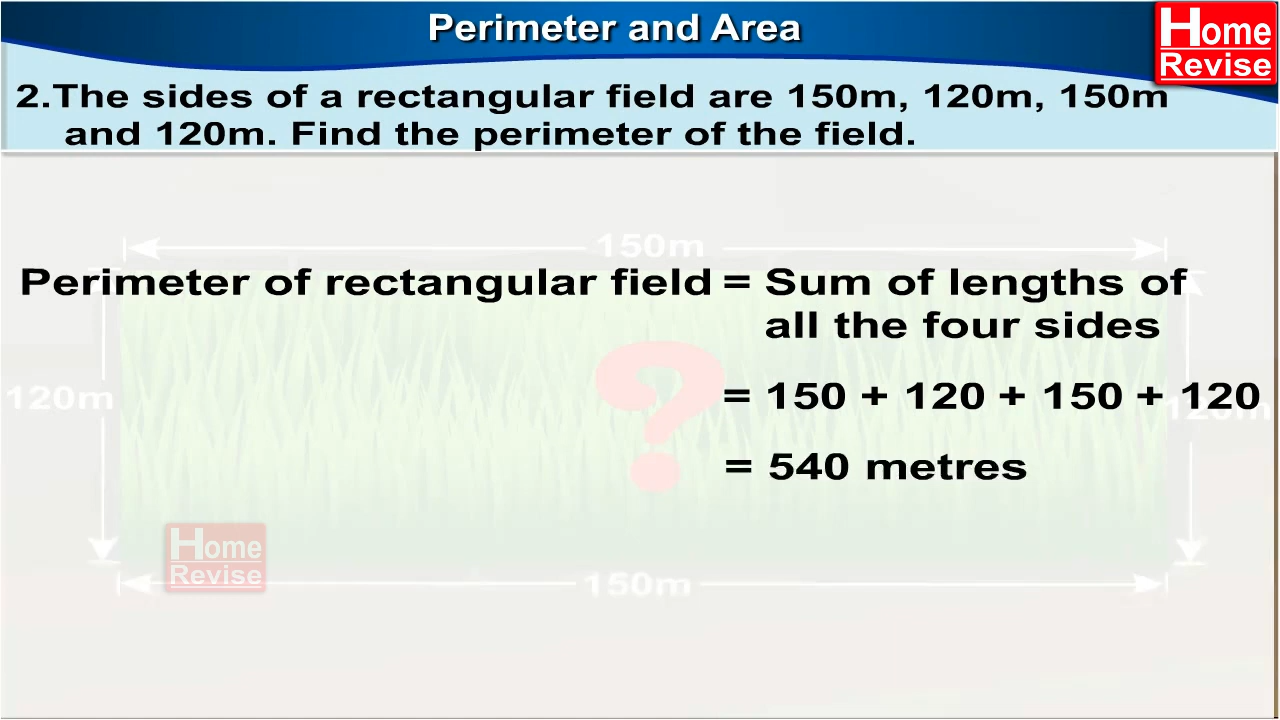 Perimeter and Area
Home
Revise
2.The sides of a rectangular field are 150m, 120m, 150m
and 120m. Find the perimeter of the field.
150m
Perimeter of rectangular field = Sum of lengths of
all the four sides
?
120m
= 150 + 120 + 150 + 120
120m
= 540 metres
Home
Revise
150m